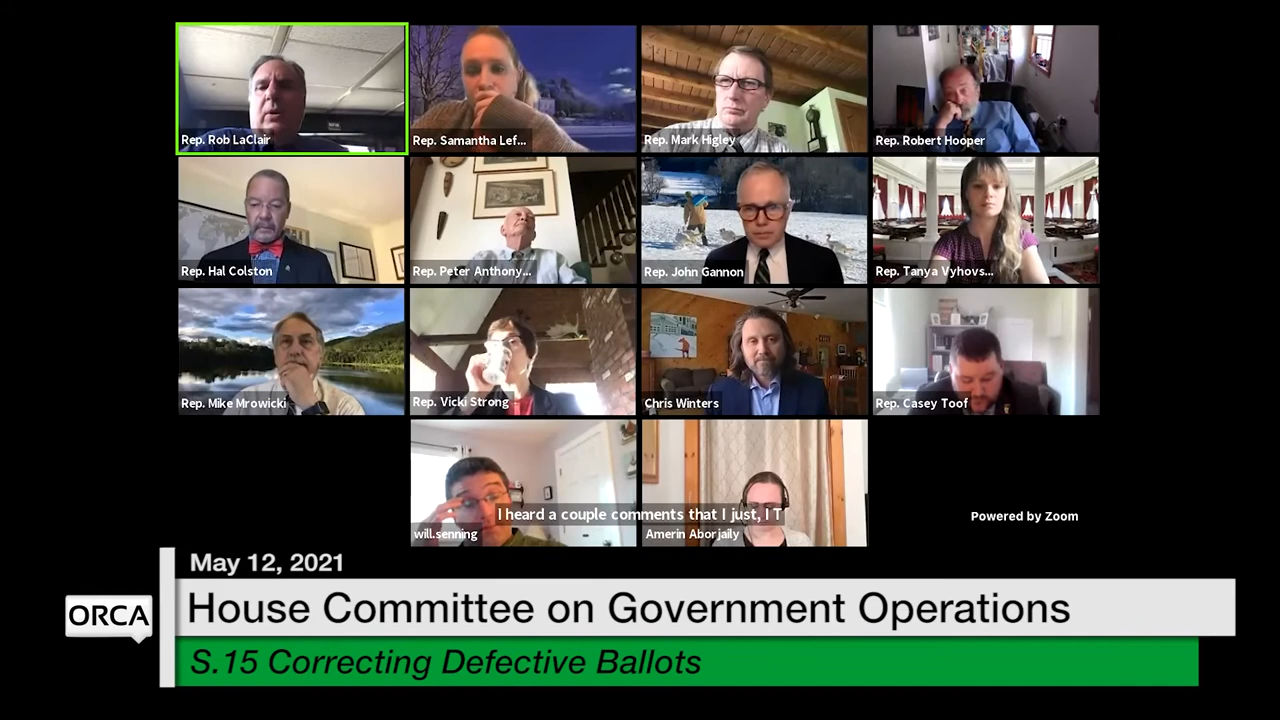 Rep. Rob LaClair
Rep. Samantha Lef...
Rep. Mark Higley
Rep. Robert Hooper
Rep. Hal Colston
Rep. Peter Anthony...
Rep. John Gannon
Rep. Tanya Vyhovs...
Rep. Mike Mrowicki
Rep. Vicki Strong
Chris Winters
Rep. Casey Toof
I heard a couple comments that I just, I T
will.senning
Amerin Aborjaily
Powered by Zoom
May 12, 2021
ORCA
House Committee on Government Operations
S.15 Correcting Defective Ballots